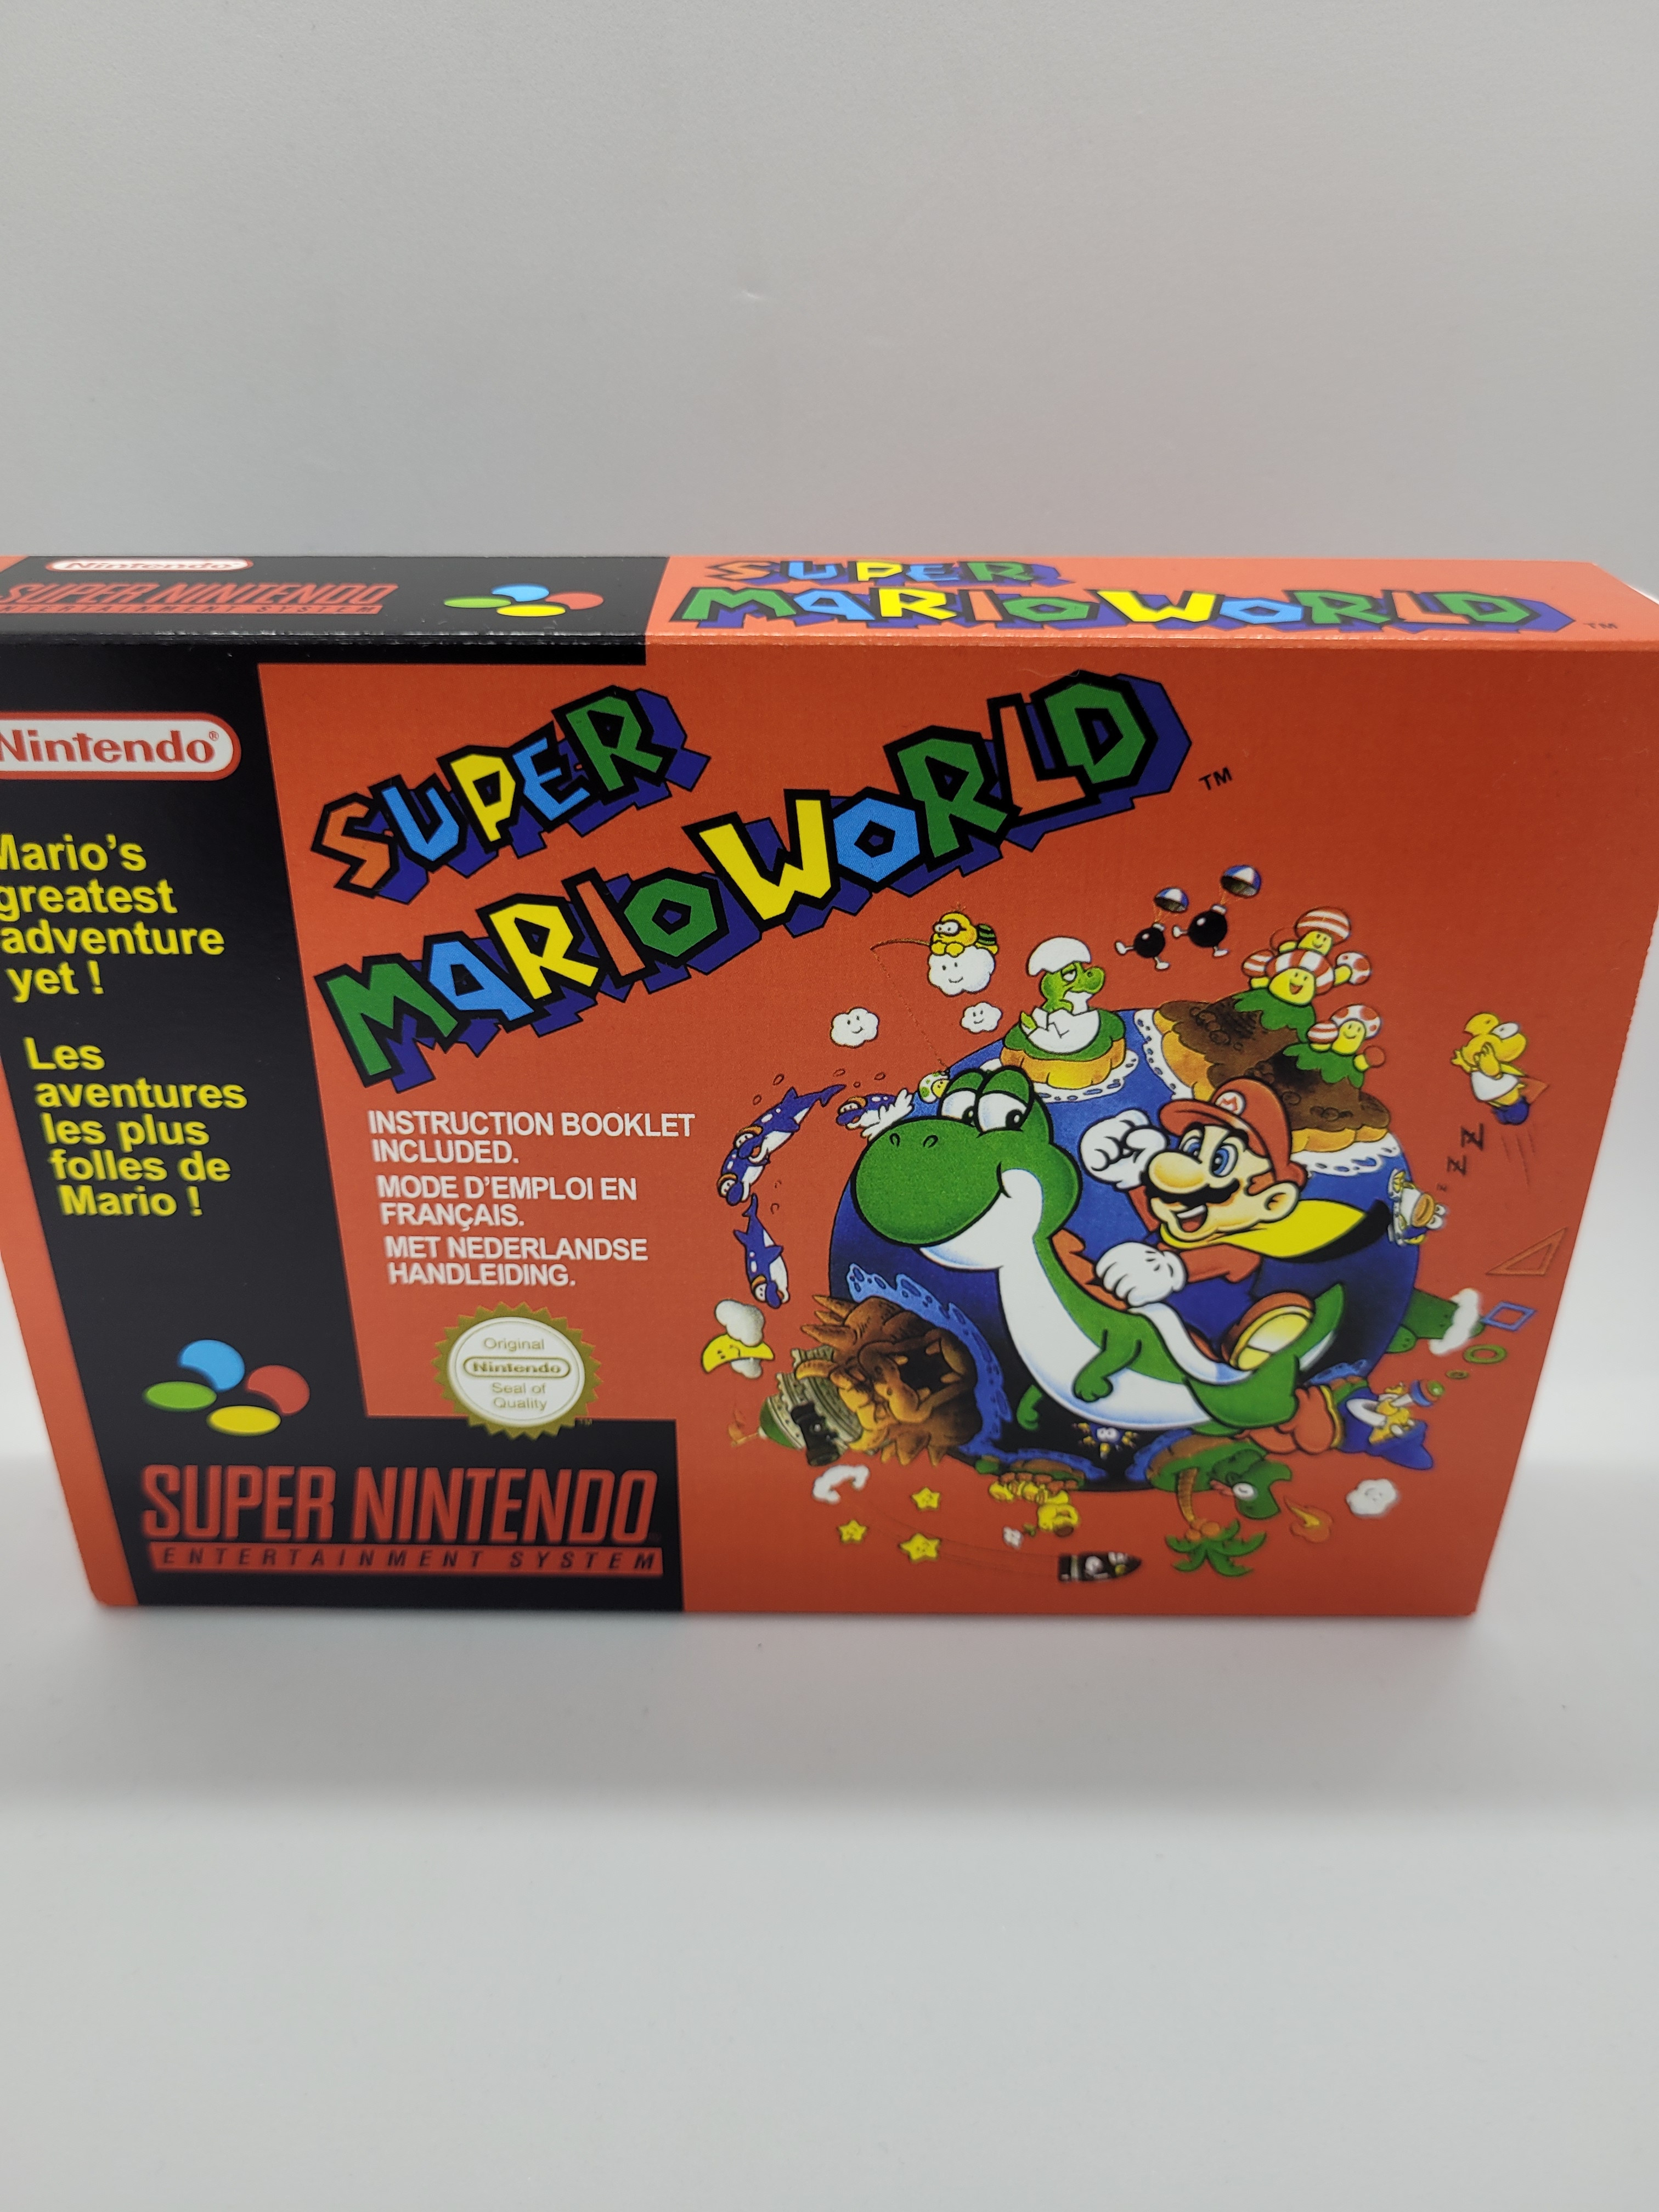 Nintendo
SUPER NINTENDO
ENTERTAINMENT SYSTEM
SUPER
MARIO WORLD
TM
Nintendo®
Mario's
greatest
adventure
yet !
Les
aventures
les plus
folles de
Mario !
SUPER
MARIO WORLD
TM
INSTRUCTION BOOKLET
INCLUDED.
MODE D'EMPLOI EN
FRANÇAIS.
MET NEDERLANDSE
HANDLEIDING.
Original
Nintendo
Seal of
Quality
TM
M
z z Z Z
SUPER NINTENDO
ENTERTAINMENT SYSTEM